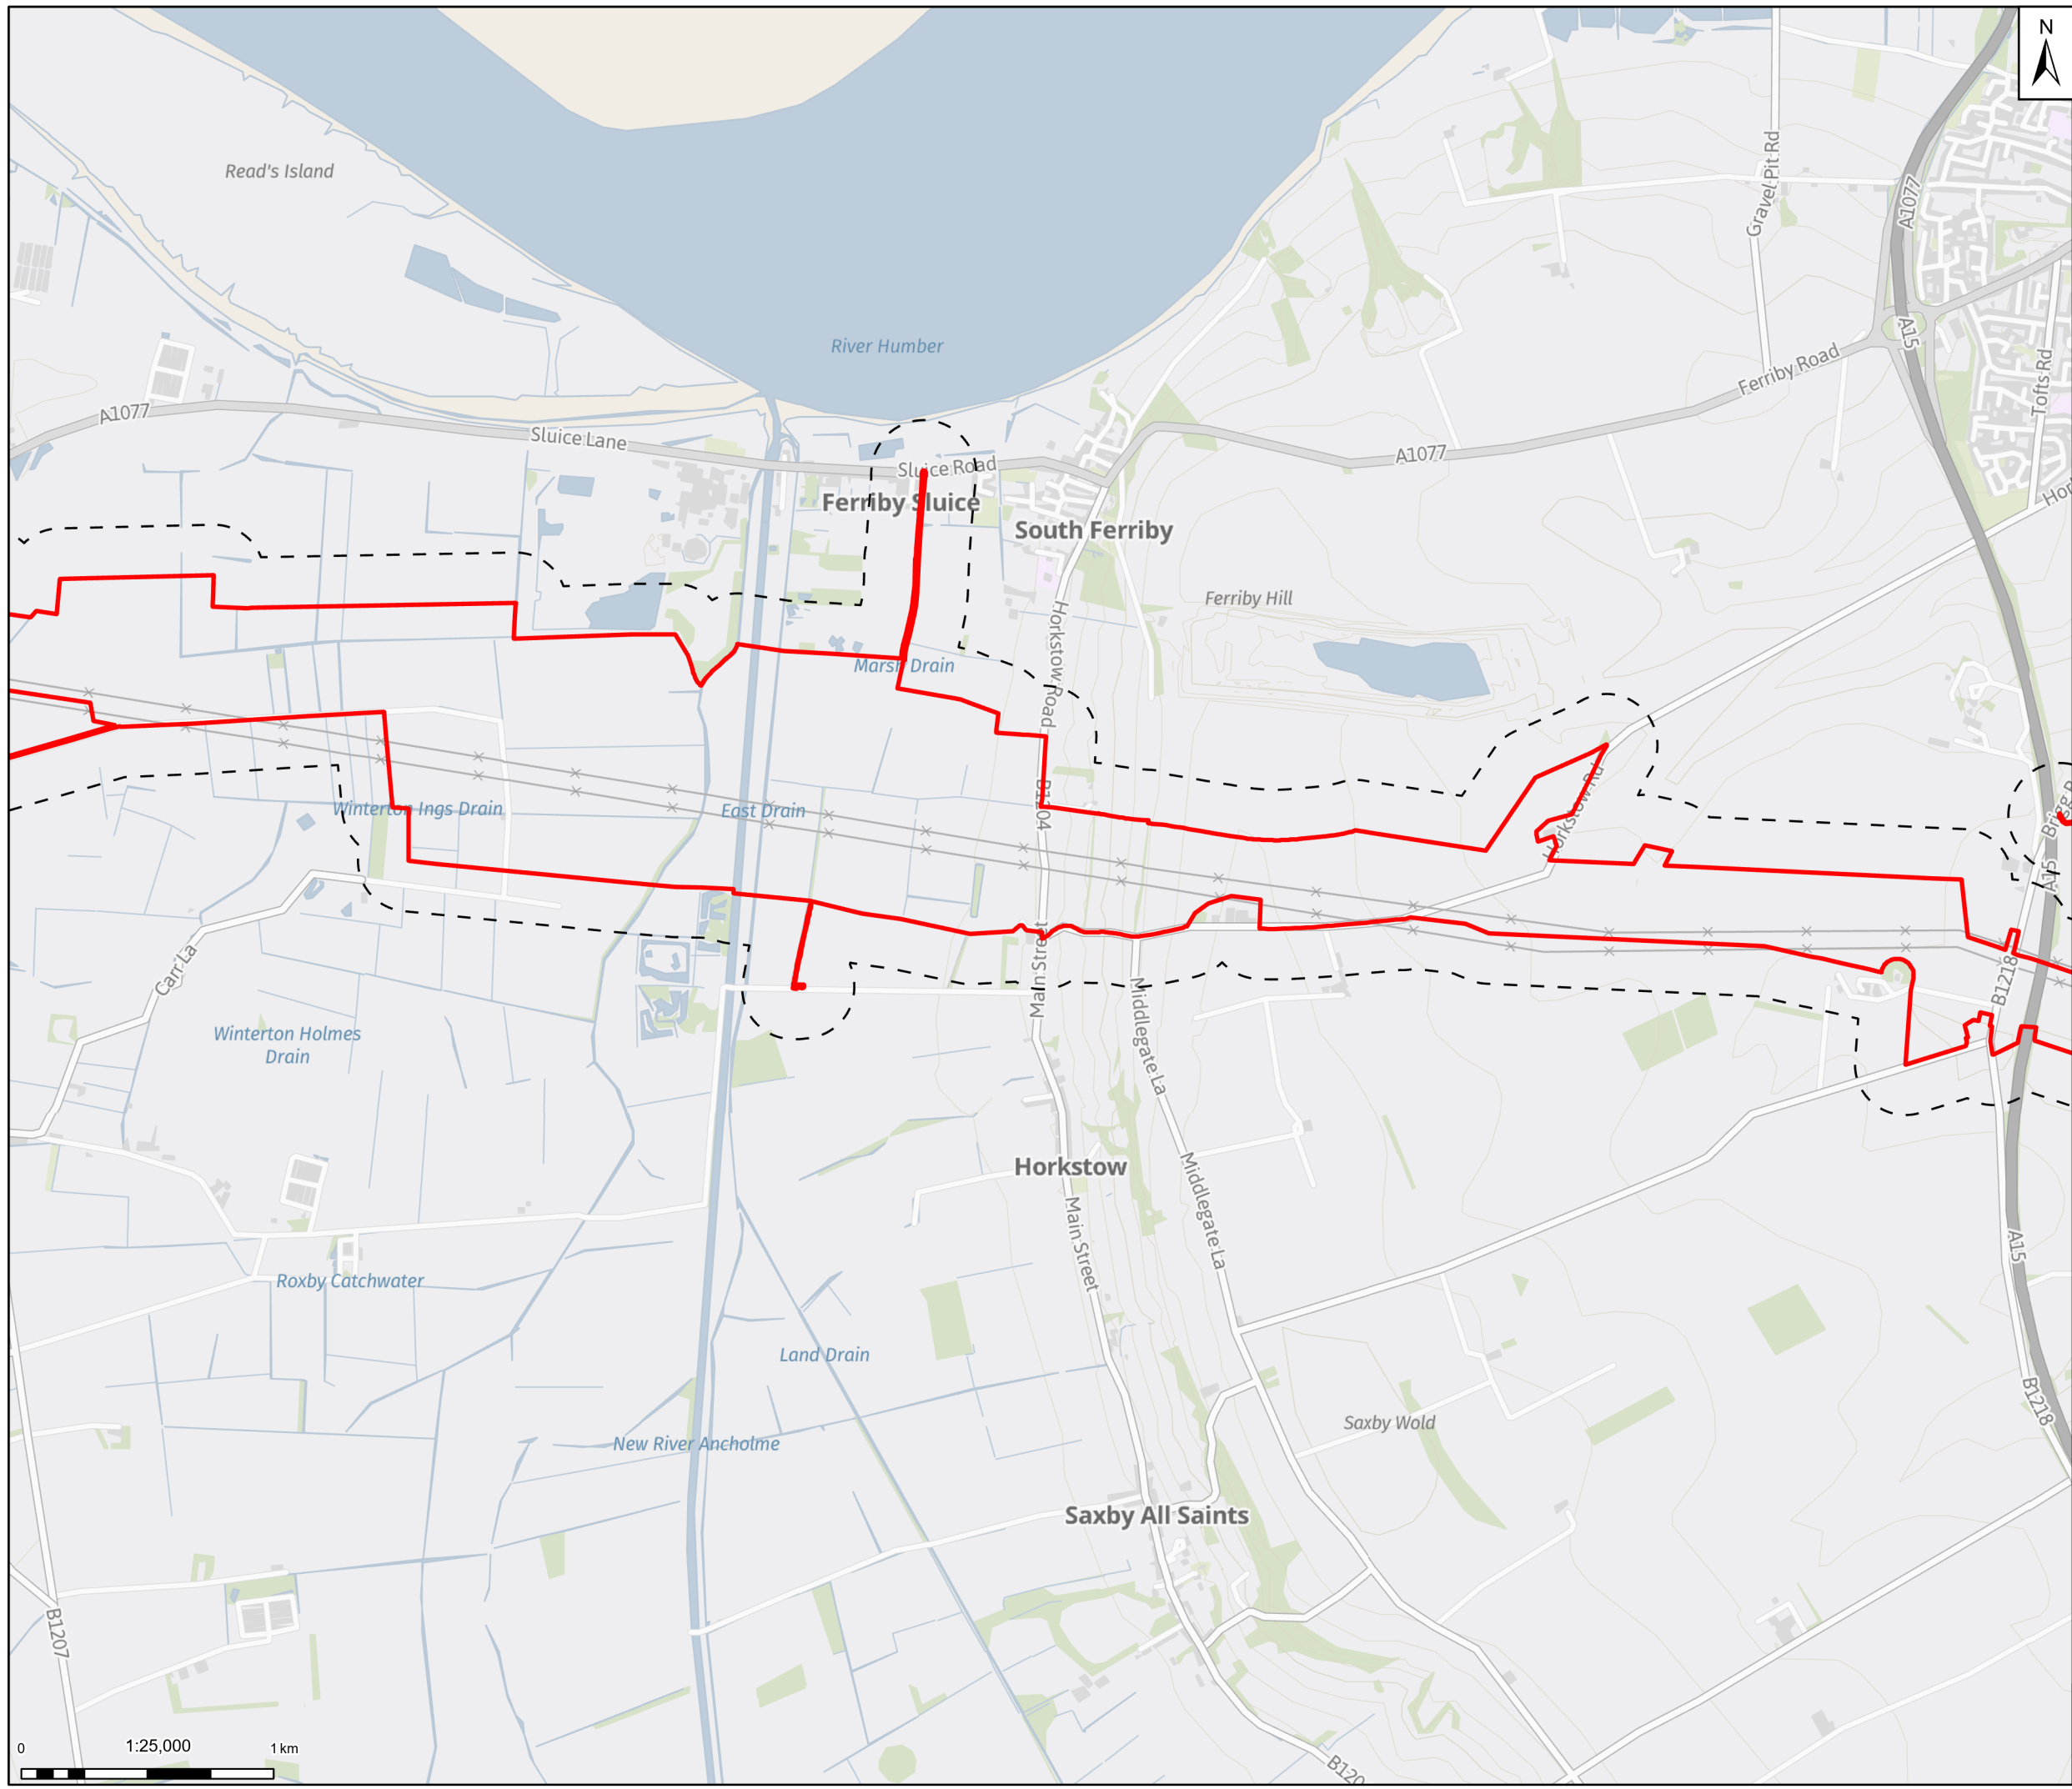 N
Read's Island
Gravel Pit Rd
A1077
River Humber
A15
Ferriby Road
Tofts Rd
A1077
Sluice Lane
Sluice Road
A1077
Ferriby Sluice
South Ferriby
Ferriby Hill
Horkstow Road
Marsh Drain
Winterton Ings Drain
East Drain
B1204
Horkstow Rd
A15
Carr La
Main Street
Middlegate La
B1218
Winterton Holmes
Drain
Horkstow
Main Street
Middlegate La
A15
Roxby Catchwater
Land Drain
B1218
Saxby Wold
New River Ancholme
Saxby All Saints
B1207
0 1:25,000 1 km